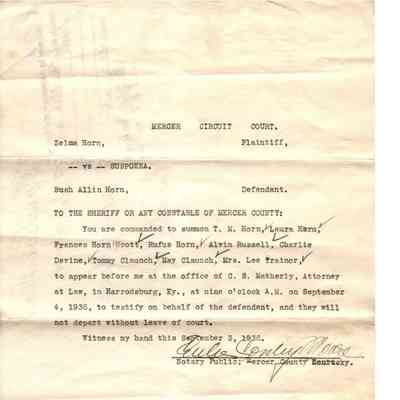 MERCER CIRCUIT COURT.
Zelma Horn, Plaintiff,
-- vs -- SUBPOENA.
Bush Allin Horn, Defendant.
TO THE SHERIFF OR ANY CONSTABLE OF MERCER COUNTY:
You are commanded to summon T. M. Horn, Laura Horn,
Frances Horn Scott, Rufus Horn, Alvin Russell, Charlie
Devine, Tommy Claunch, May Claunch, Mrs. Lee Trainor,
to appear before me at the office of C. E. Matherly, Attorney
at Law, in Harrodsburg, Ky., at nine o'clock A.M. on September
4, 1936, to testify on behalf of the defendant, and they will
not depart without leave of court.
Witness my hand this September 3, 1936.
Notary Public, Mercer County Kentucky.